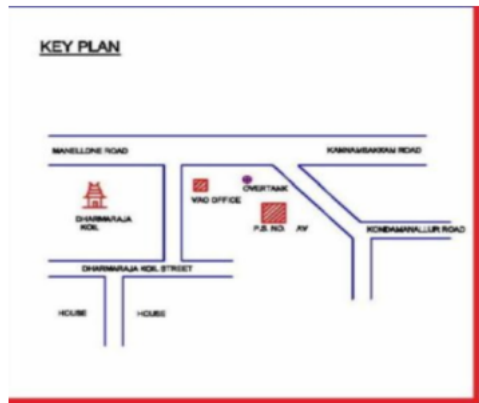 KEY PLAN
MANELLORE ROAD
KANNAMBAKKAM ROAD
VAO OFFICE
OVERTANK
DHARMARAJA
KOIL
P.S. NO. AV
KONDAMANALLUR ROAD
DHARMARAJA KOIL STREET
HOUSE
HOUSE